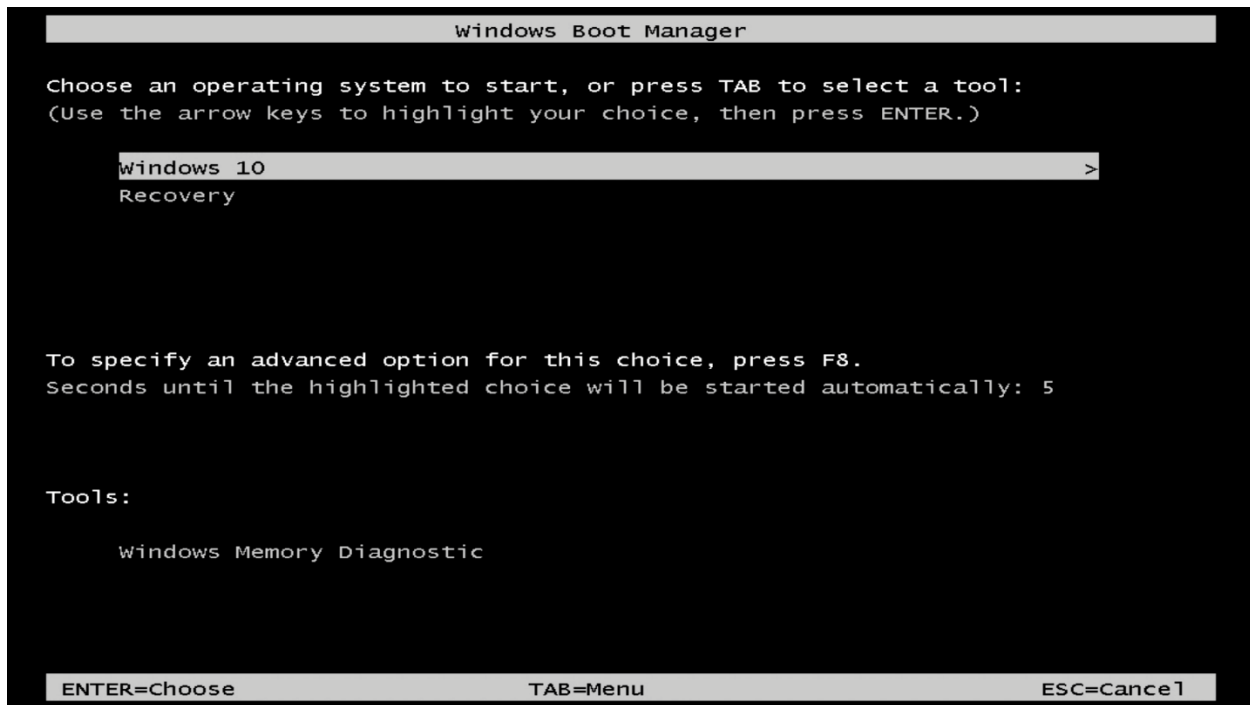 Windows Boot Manager
Choose an operating system to start, or press TAB to select a tool:
(Use the arrow keys to highlight your choice, then press ENTER.)
Windows 10 >
Recovery
To specify an advanced option for this choice, press F8.
Seconds until the highlighted choice will be started automatically: 5
Tools:
Windows Memory Diagnostic
ENTER=Choose TAB=Menu ESC=Cancel